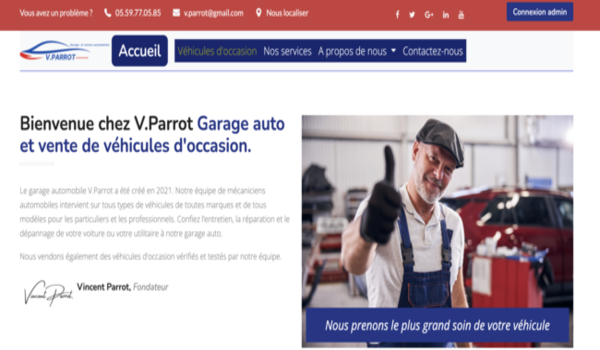 Vous avez un problème ? 05.59.77.05.85 v.parrot@gmail.com Nous localiser Connexion admin
V.PARROT
Accueil Véhicules d'occasion Nos services A propos de nous Contactez-nous
Bienvenue chez V.Parrot Garage auto
et vente de véhicules d'occasion.
Le garage automobile V.Parrot a été créé en 2021. Notre équipe de mécaniciens
automobiles intervient sur tous types de véhicules de toutes marques et de tous
modèles pour les particuliers et les professionnels. Confiez l'entretien, la réparation et le
dépannage de votre voiture ou votre utilitaire à notre garage auto.
Nous vendons également des véhicules d'occasion vérifiés et testés par notre équipe.
Vincent Parrot.
Vincent Parrot, Fondateur
Nous prenons le plus grand soin de votre véhicule